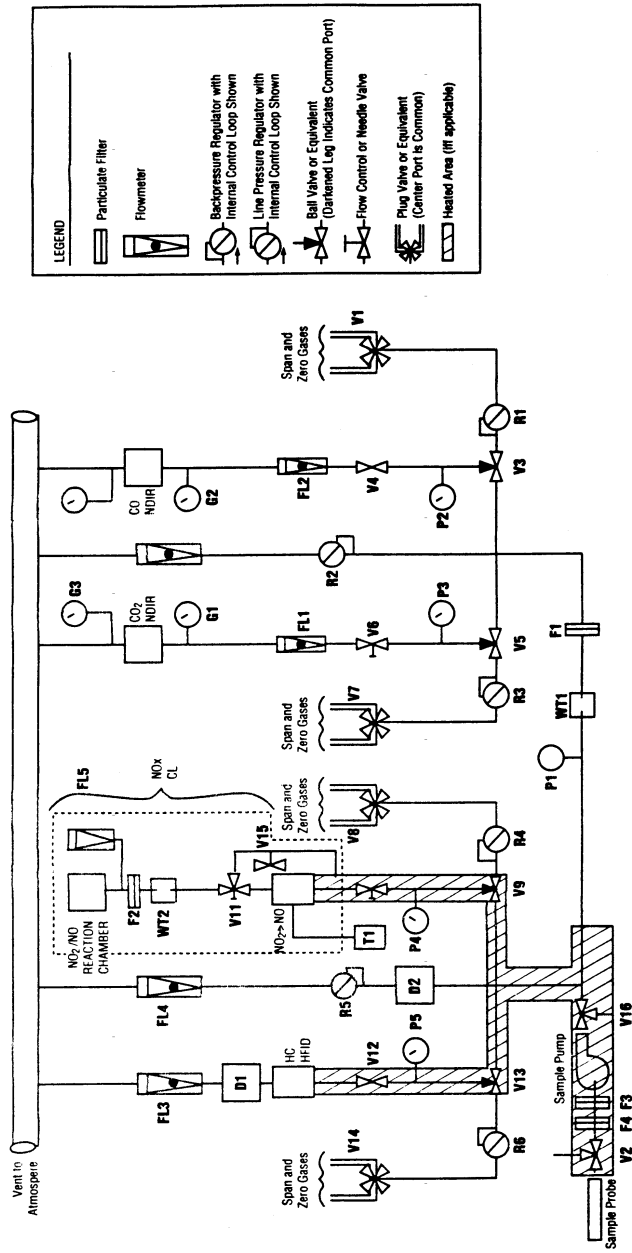 LEGEND
Particulate Filter
Flowmeter
Backpressure Regulator with
Internal Control Loop Shown
Line Pressure Regulator with
Internal Control Loop Shown
Ball Valve or Equivalent
(Darkened Leg Indicates Common Port)
Flow Control or Needle Valve
Plug Valve or Equivalent
(Center Port Is Common)
Heated Area (iff applicable)
Vent to
Atmospere
G3
CO2
NDIR
G1
CO
NDIR
G2
FL5
NOx
CL
NO2/NO
REACTION
CHAMBER
F2
WT2
V11
V15
NO2→NO
T1
FL4
R5
D2
FL3
D1
HC
HFID
V12
P5
V13
P4
V9
FL1
V6
P3
V5
FL2
V4
P2
V3
R2
Span and
Zero Gases
V14
R6
Span and
Zero Gases
V8
R4
Span and
Zero Gases
V7
R3
Span and
Zero Gases
V1
R1
Sample Probe
V2
F4
F3
Sample Pump
V16
P1
WT1
F1